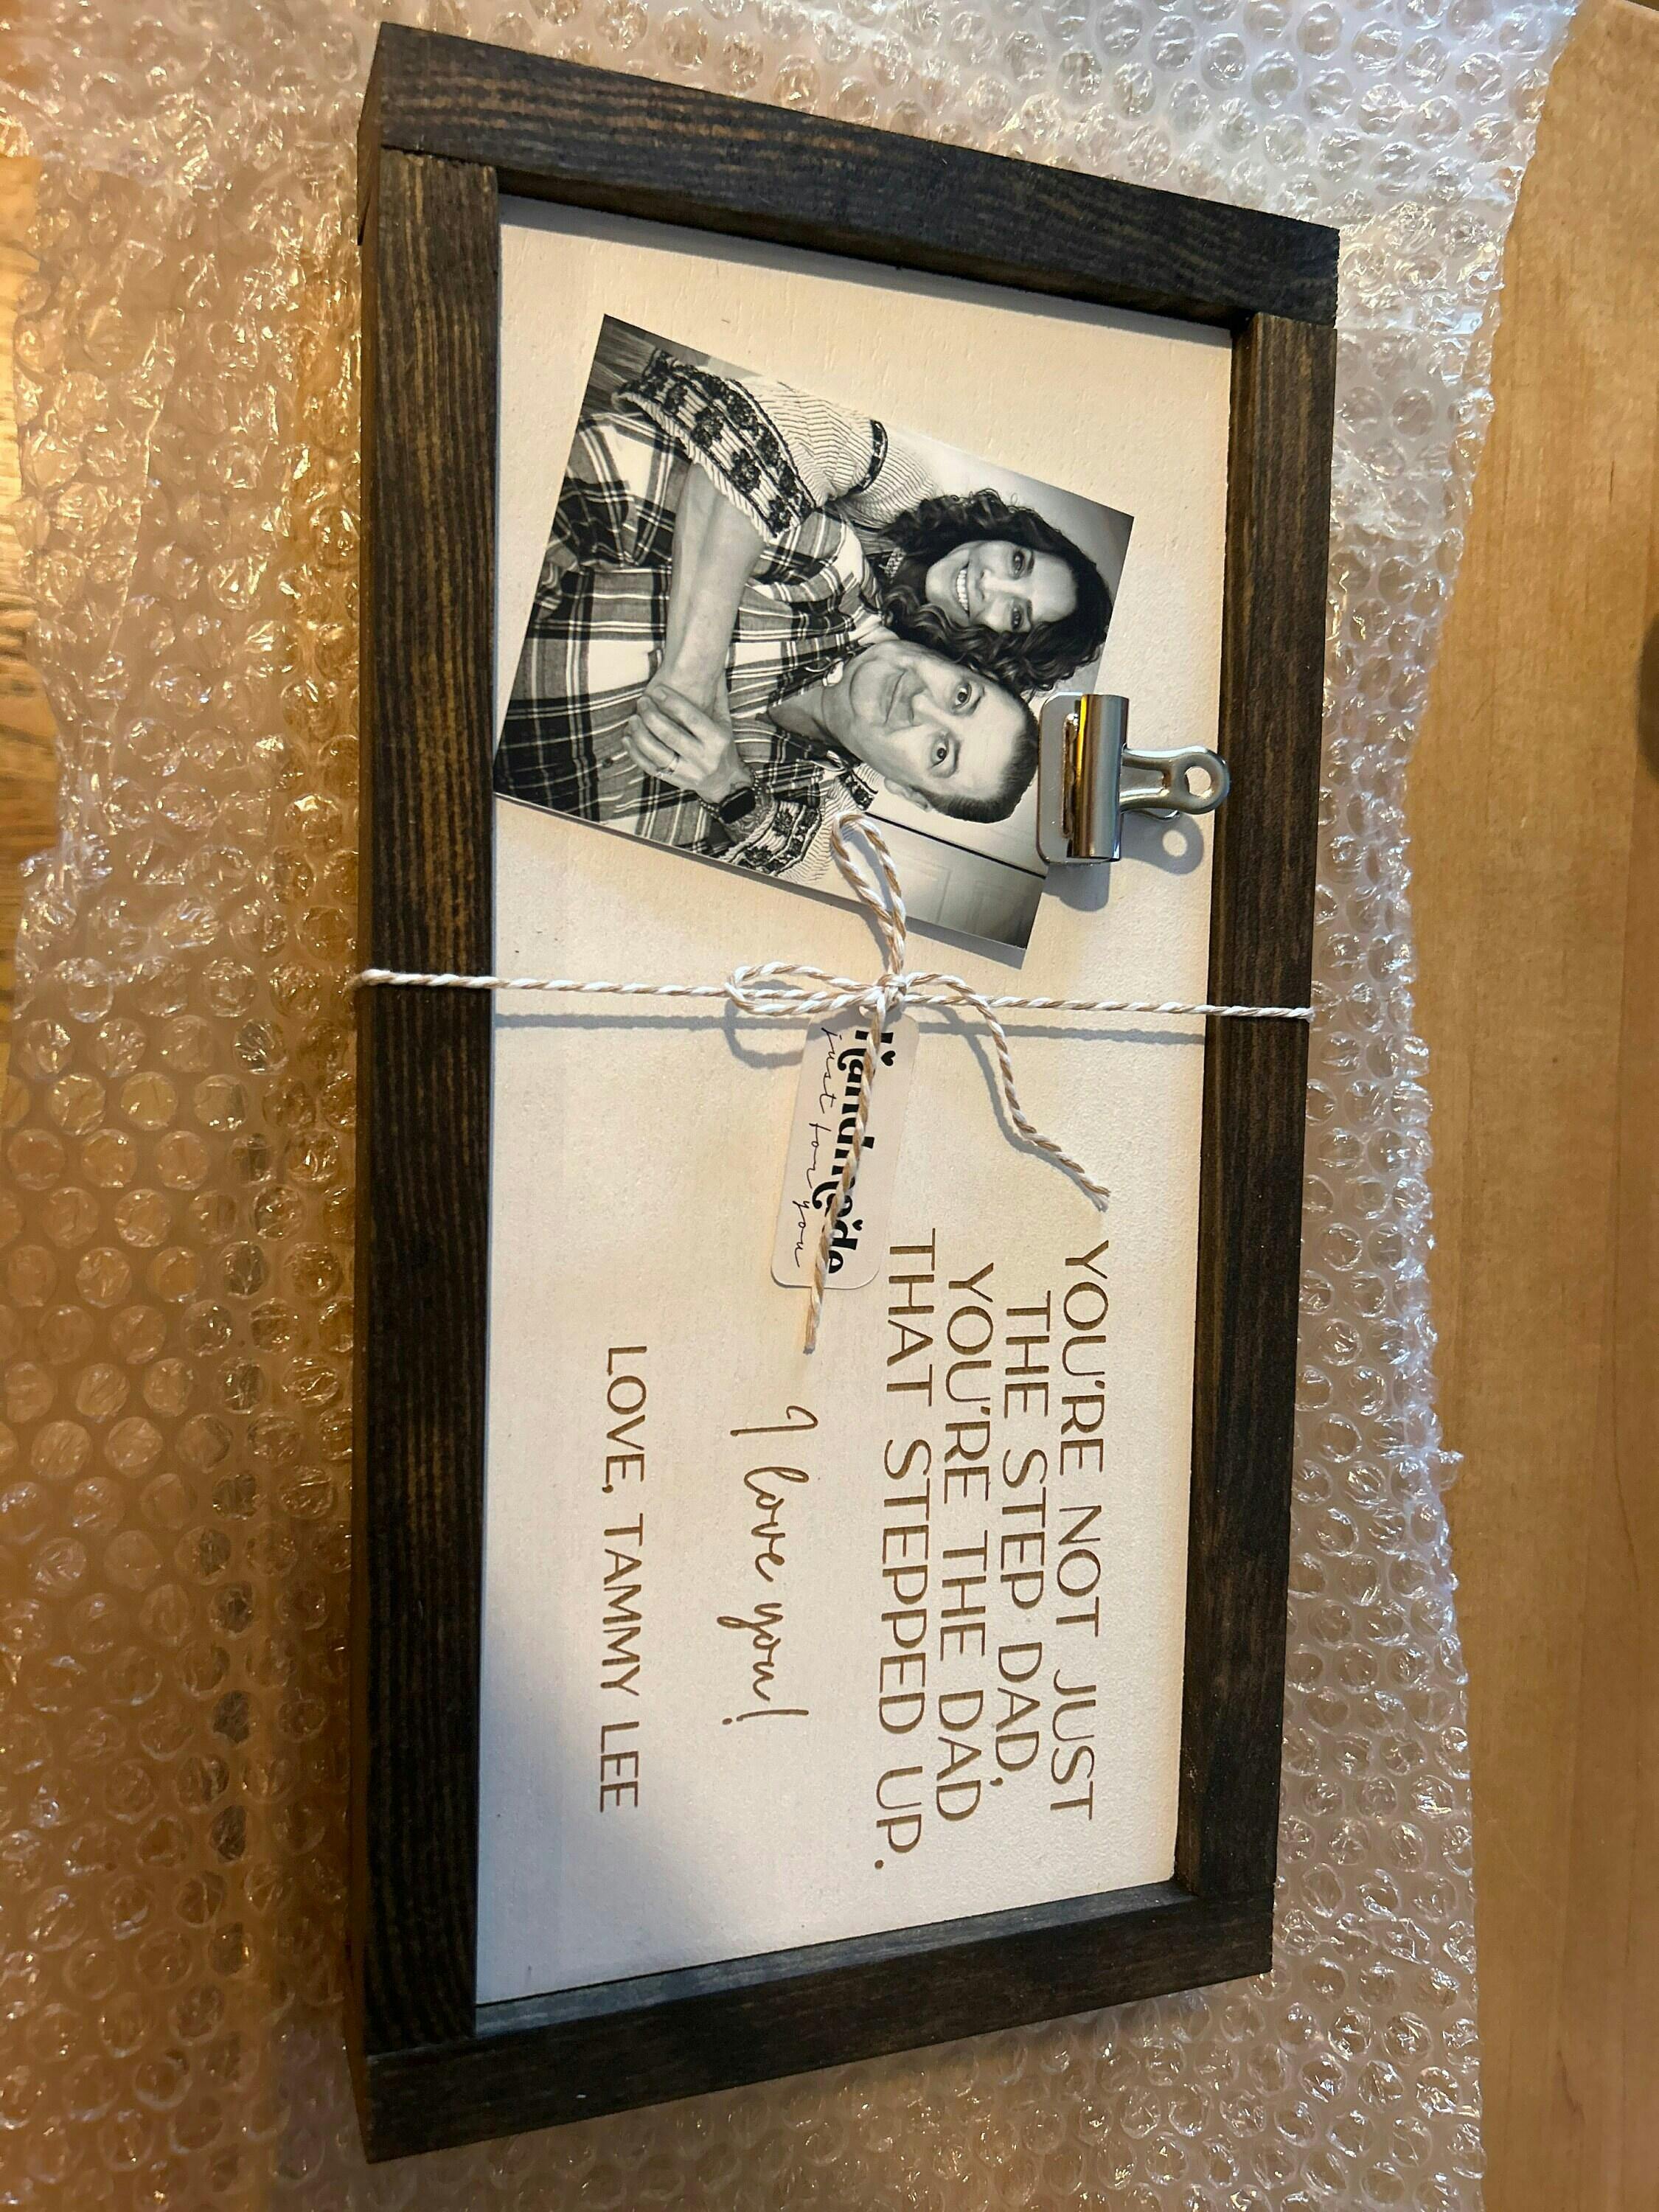 Handmade
just for you
YOU'RE NOT JUST
THE STEP DAD,
YOU'RE THE DAD
THAT STEPPED UP.
I love you!
LOVE, TAMMY LEE